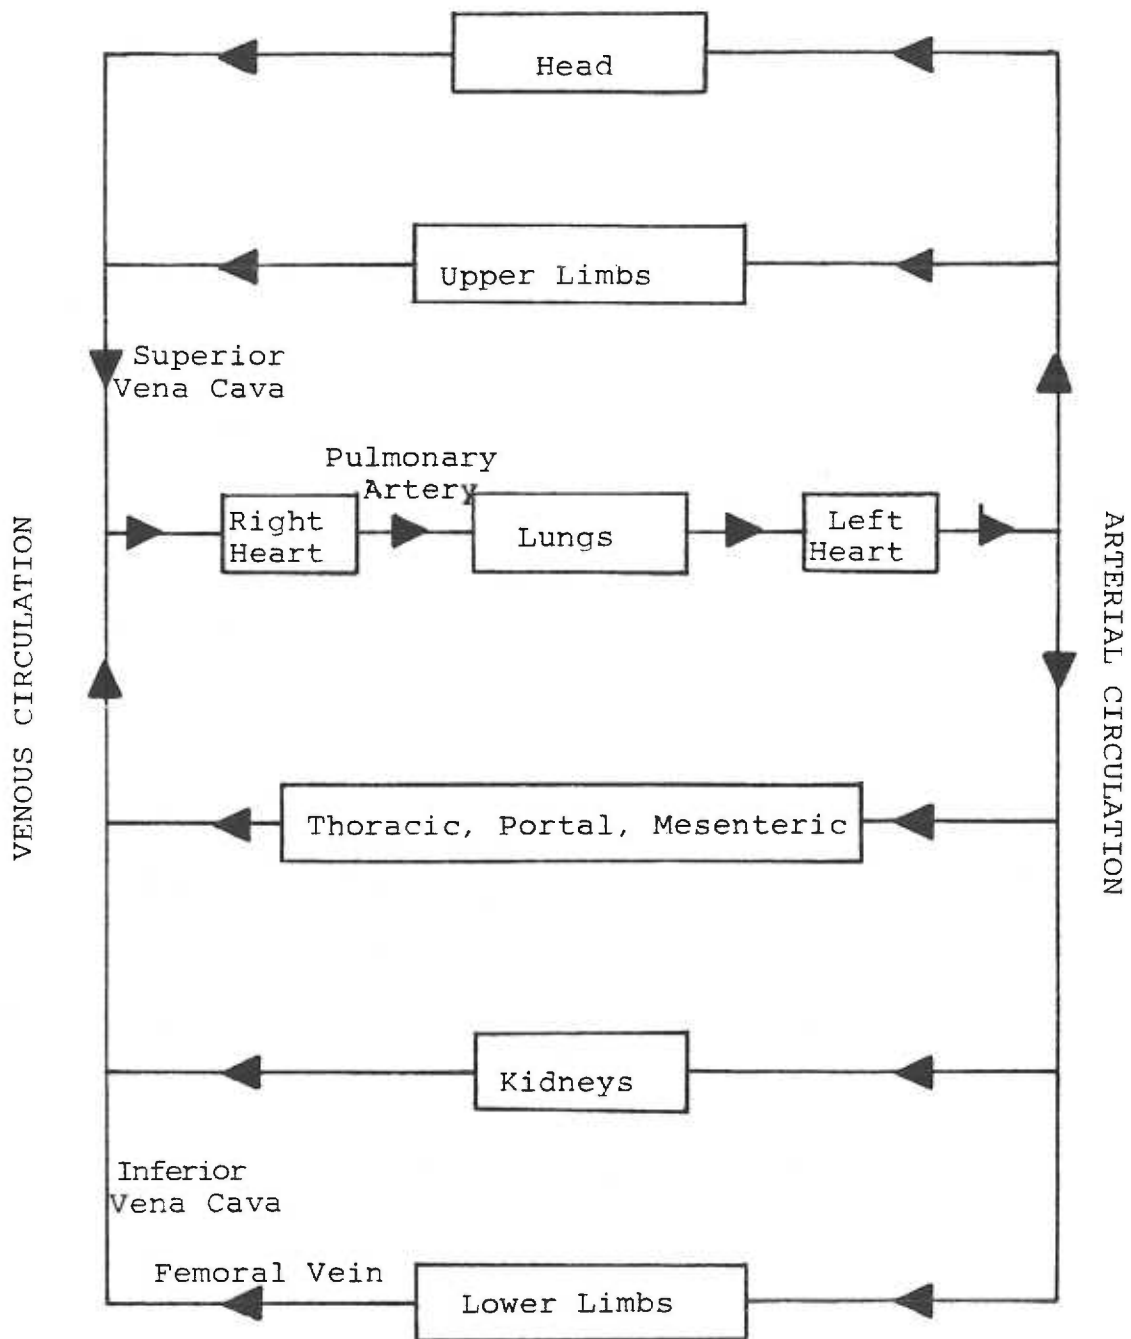 Head
Upper Limbs
Superior
Vena Cava
Pulmonary
Artery
Right
Heart
Lungs
Left
Heart
VENOUS CIRCULATION
ARTERIAL CIRCULATION
Thoracic, Portal, Mesenteric
Kidneys
Inferior
Vena Cava
Femoral Vein
Lower Limbs